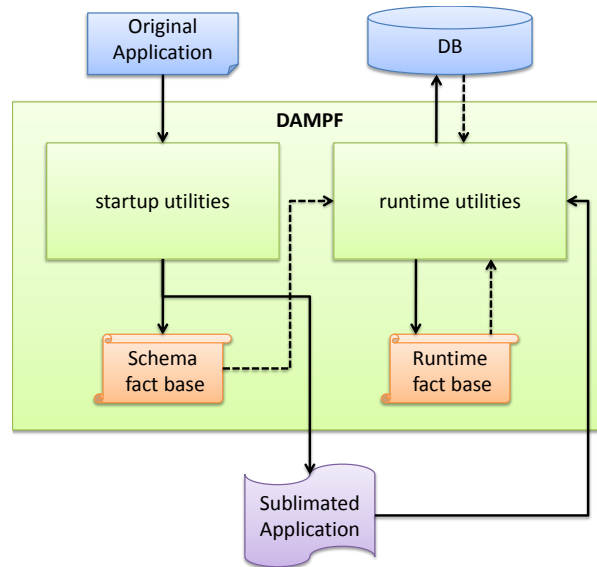 Original
Application
DB
DAMPF
startup utilities
runtime utilities
Schema
fact base
Runtime
fact base
Sublimated
Application